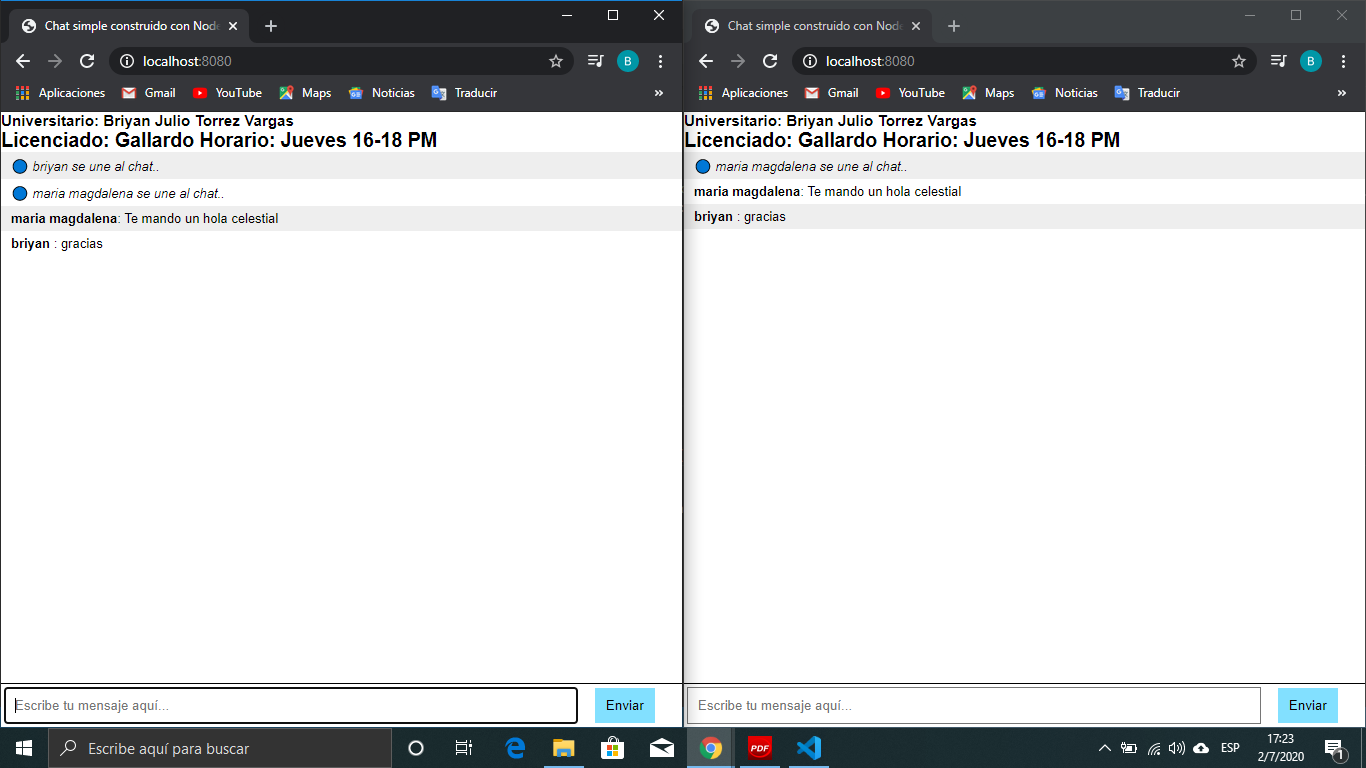 Chat simple construido con Node
localhost:8080
Aplicaciones Gmail YouTube Maps Noticias Traducir »
Universitario: Briyan Julio Torrez Vargas
Licenciado: Gallardo Horario: Jueves 16-18 PM
briyan se une al chat..
maria magdalena se une al chat..
maria magdalena: Te mando un hola celestial
briyan : gracias
Escribe tu mensaje aquí...
Enviar
Chat simple construido con Node
localhost:8080
B
Aplicaciones Gmail YouTube Maps Noticias Traducir »
Universitario: Briyan Julio Torrez Vargas
Licenciado: Gallardo Horario: Jueves 16-18 PM
maria magdalena se une al chat..
maria magdalena: Te mando un hola celestial
briyan : gracias
Escribe tu mensaje aquí...
Enviar
Escribe aquí para buscar
PDF
ESP
17:23
2/7/2020
1